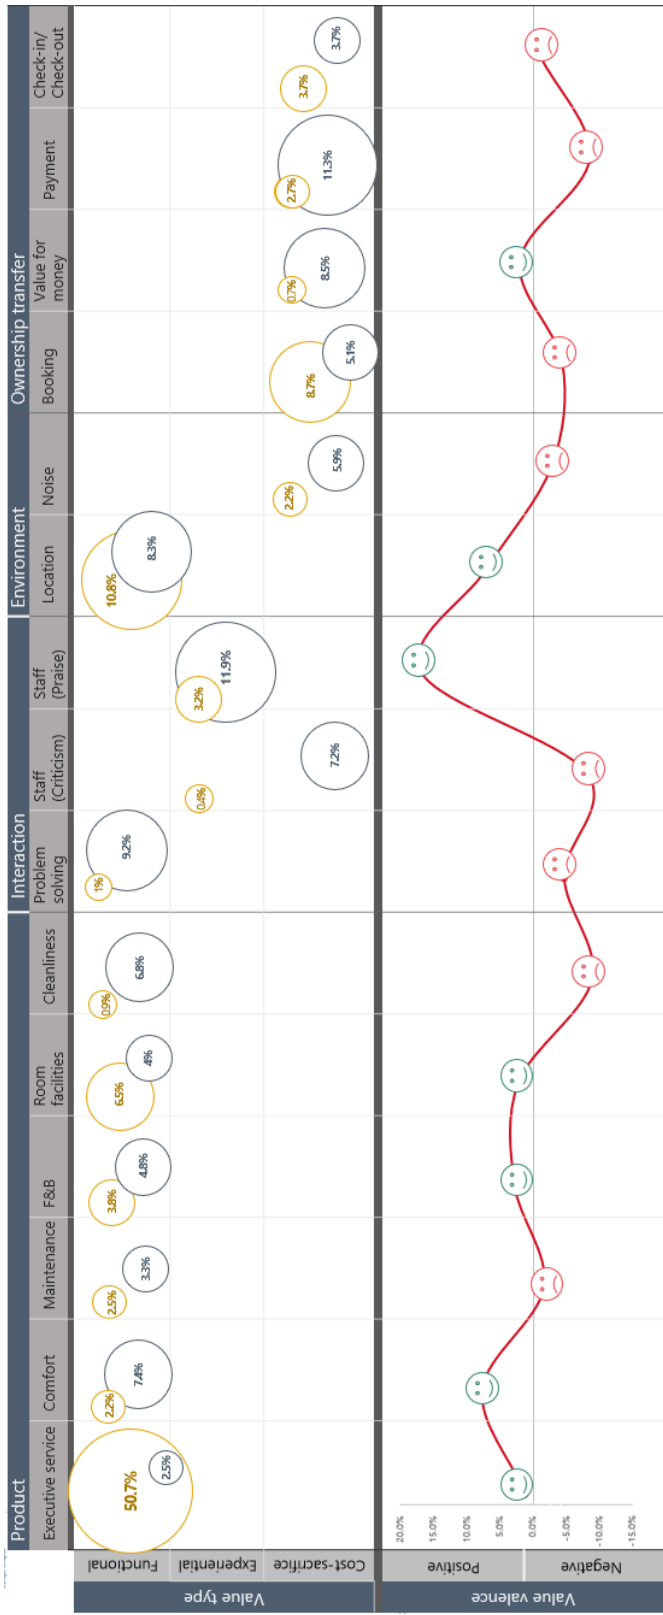 Product
Interaction
Environment
Ownership transfer
Executive service
Comfort
Maintenance
F&B
Room
facilities
Cleanliness
Problem
solving
Staff
(Criticism)
Staff
(Praise)
Location
Noise
Booking
Value for
money
Payment
Check-in/
Check-out
Value type
Functional
50.7%
2.5%
2.2%
7.4%
2.5%
3.3%
3.8%
4.8%
6.5%
4%
0.9%
6.8%
1%
9.2%
10.8%
8.3%
Experiential
0.4%
3.2%
11.9%
Cost-sacrifice
7.2%
2.2%
5.9%
8.7%
5.1%
0.7%
8.5%
2.7%
11.3%
3.7%
3.7%
Value valence
Positive
Negative
20.0%
15.0%
10.0%
5.0%
0.0%
-5.0%
-10.0%
-15.0%